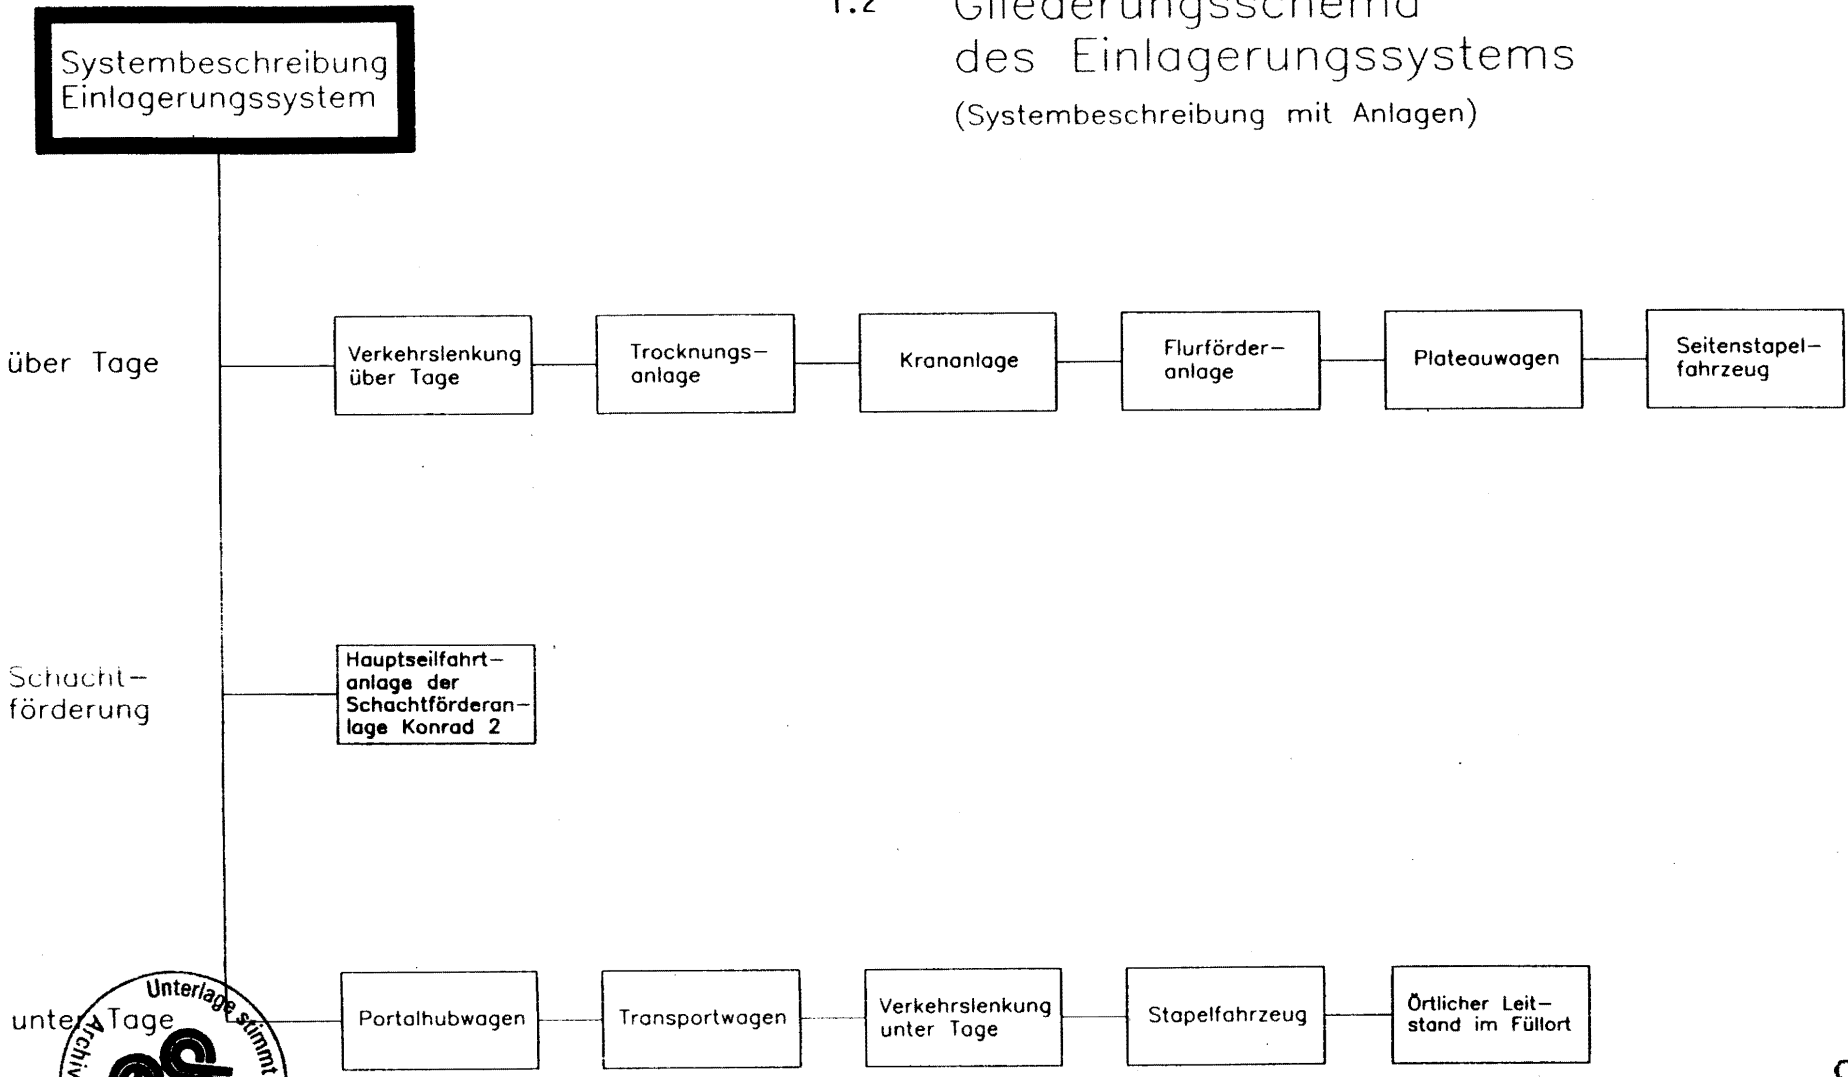 1.2 Gliederungsschema
des Einlagerungssystems
(Systembeschreibung mit Anlagen)
Systembeschreibung
Einlagerungssystem
über Tage
Verkehrslenkung
über Tage
Trocknungs-
anlage
Krananlage
Flurförder-
anlage
Plateauwagen
Seitenstapel-
fahrzeug
Schacht-
förderung
Hauptseilfahrt-
anlage der
Schachtförderan-
lage Konrad 2
unter Tage
Portalhubwagen
Transportwagen
Verkehrslenkung
unter Tage
Stapelfahrzeug
Örtlicher Leit-
stand im Füllort
Unterlage stimmt